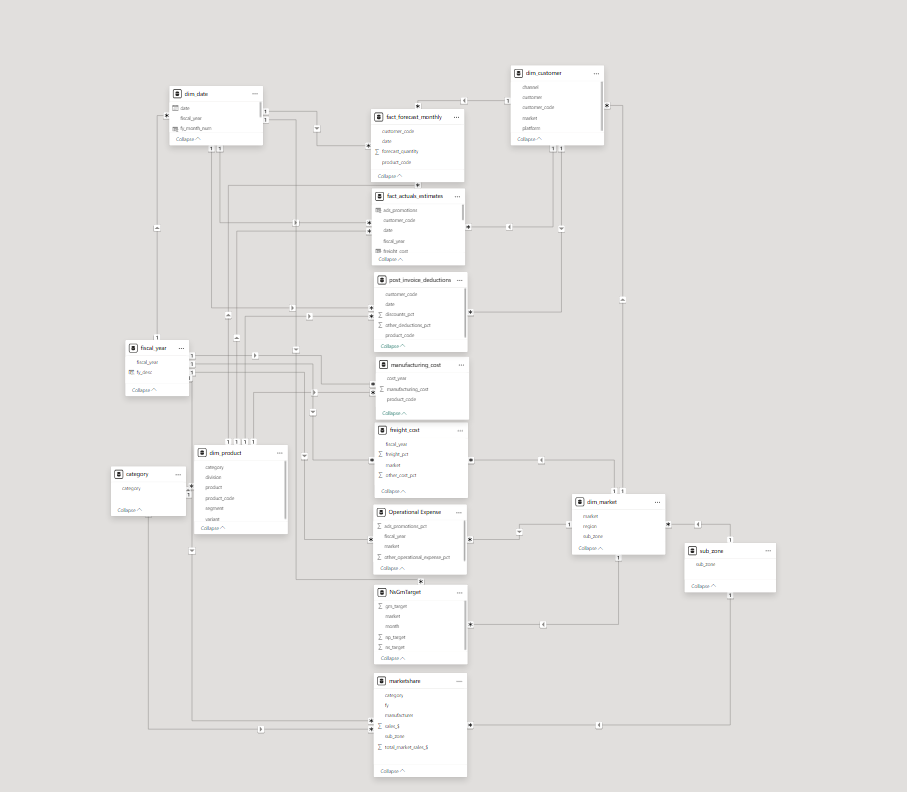 dim_customer
channel
customer
customer_code
market
platform
Collapse
dim_date
date
fiscal_year
fy_month_num
Collapse
fact_forecast_monthly
customer_code
date
forecast_quantity
product_code
Collapse
fact_actuals_estimates
ads_promotions
customer_code
date
fiscal_year
freight_cost
Collapse
post_invoice_deductions
customer_code
date
discounts_pct
other_deductions_pct
product_code
Collapse
fiscal_year
fiscal_year
fy_desc
Collapse
manufacturing_cost
cost_year
manufacturing_cost
product_code
Collapse
freight_cost
fiscal_year
freight_pct
market
other_cost_pct
Collapse
dim_product
category
division
product
product_code
segment
variant
Collapse
category
category
Collapse
dim_market
market
region
sub_zone
Collapse
Operational Expense
ads_promotions_pct
fiscal_year
market
other_operational_expense_pct
Collapse
sub_zone
sub_zone
Collapse
NsGmTarget
gm_target
market
month
np_target
ns_target
Collapse
marketshare
category
fy
manufacturer
sales_$
sub_zone
total_market_sales_$
Collapse